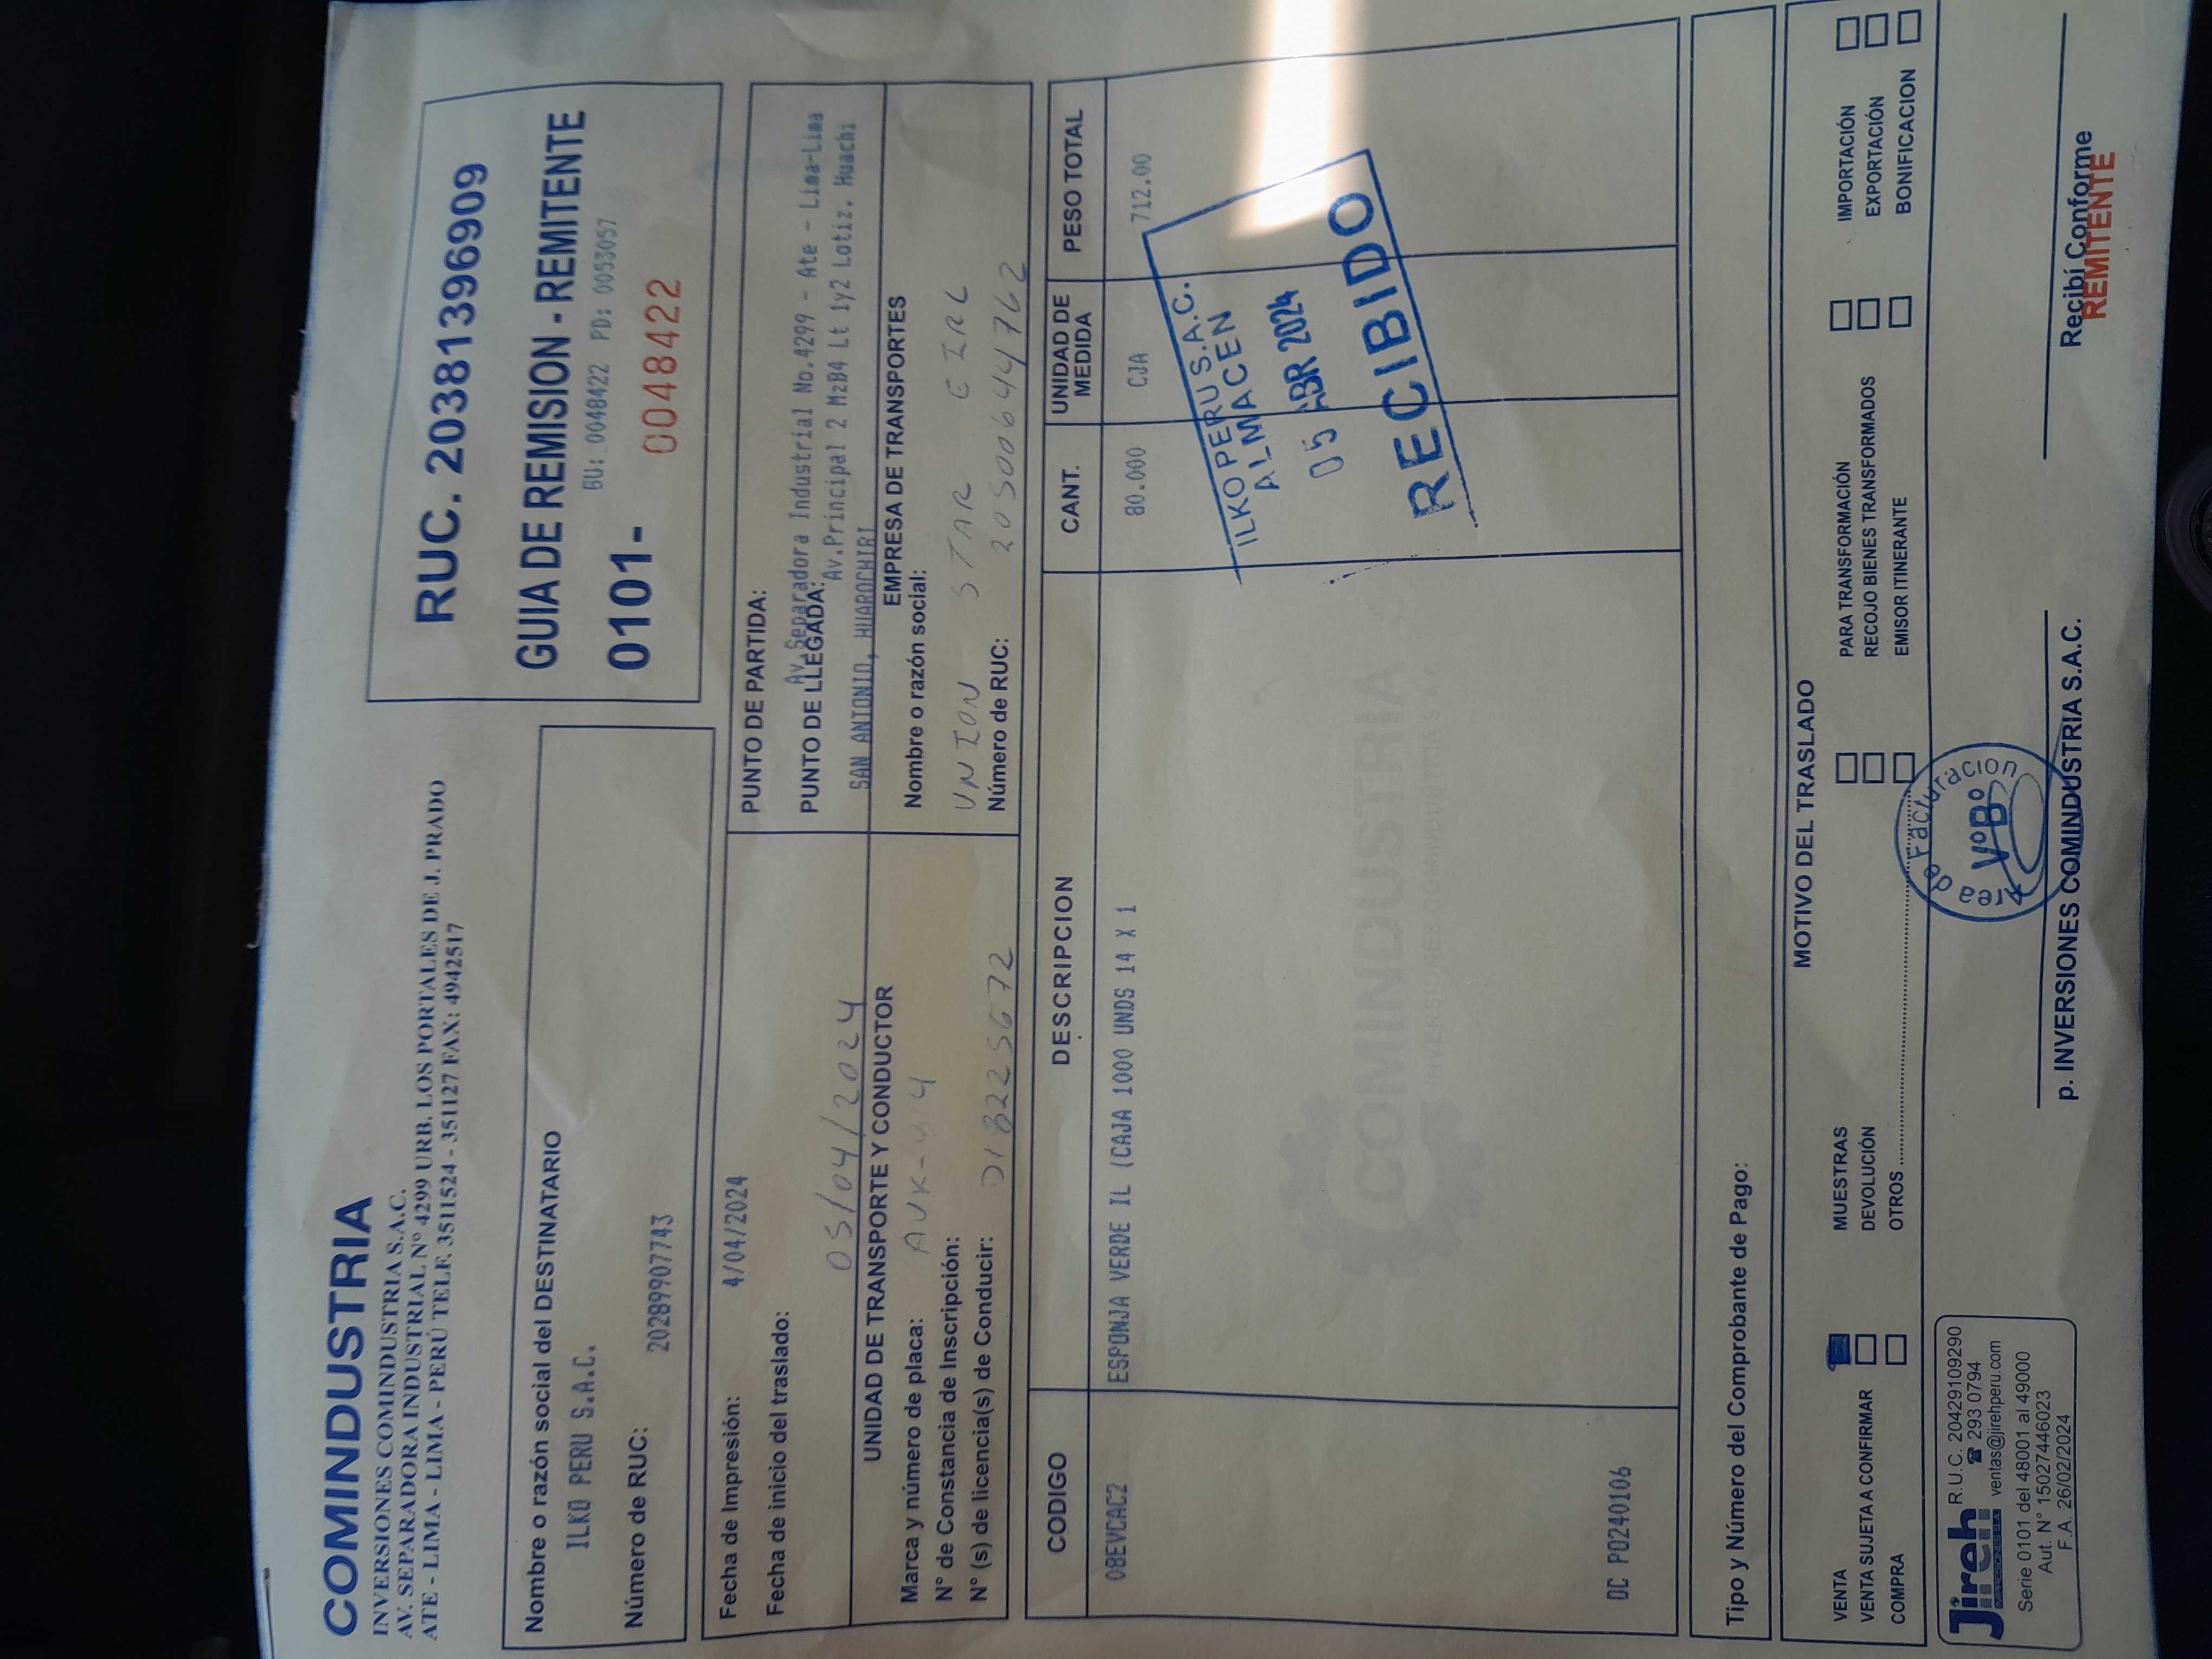 COMINDUSTRIA
INVERSIONES COMINDUSTRIA S.A.C.
AV. SEPARADORA INDUSTRIAL Nº 4299 URB. LOS PORTALES DE J. PRADO
ATE - LIMA - PERÚ TELF. 3511524 - 351127 FAX: 4942517
RUC. 20381396909
GUIA DE REMISION - REMITENTE
GU: 0048422 PD: 0053057
0101- 0048422
Nombre o razón social del DESTINATARIO
ILKO PERU S.A.C.
Número de RUC: 20289907743
Fecha de Impresión: 4/04/2024
Fecha de inicio del traslado: 05/04/2024
PUNTO DE PARTIDA:
Av. Separadora Industrial No.4299 - Ate - Lima-Lima
PUNTO DE LLEGADA:
Av.Principal 2 MzB4 Lt 1y2 Lotiz. Huachi
SAN ANTONIO, HUAROCHIRI
UNIDAD DE TRANSPORTE Y CONDUCTOR
Marca y número de placa: AVK-
N° de Constancia de Inscripción:
N° (s) de licencia(s) de Conducir:
EMPRESA DE TRANSPORTES
Nombre o razón social:
UNION STAR EIRL
Número de RUC: 20500644762
CODIGO DESCRIPCION CANT. UNIDAD DE MEDIDA PESO TOTAL
08EVCAC2 ESPONJA VERDE IL (CAJA 1000 UNDS 14 X 1 80.000 CJA 712.00
ILKO PERU S.A.C.
ALMACEN
05 ABR 2024
RECIBIDO
COMINDUSTRIA
INVERSIONES COMINDUSTRIA
OC PO240106
Tipo y Número del Comprobante de Pago:
MOTIVO DEL TRASLADO
VENTA MUESTRAS PARA TRANSFORMACIÓN IMPORTACIÓN
VENTA SUJETA A CONFIRMAR DEVOLUCIÓN RECOJO BIENES TRANSFORMADOS EXPORTACIÓN
COMPRA OTROS EMISOR ITINERANTE BONIFICACION
Jireh R.U.C. 20429109290
293 0794
ventas@jirehperu.com
Serie 0101 del 48001 al 49000
Aut. N° 15027446023
F.A. 26/02/2024
Area de Facturacion
VºBº
p. INVERSIONES COMINDUSTRIA S.A.C.
Recibí Conforme
REMITENTE